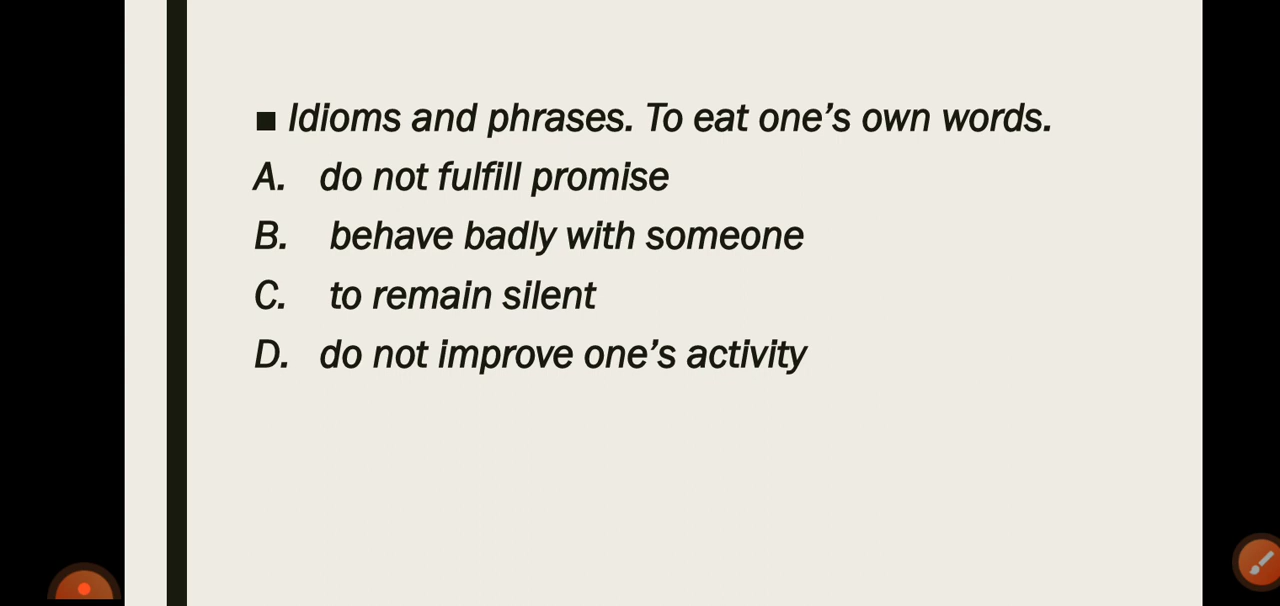 ■ Idioms and phrases. To eat one’s own words.
A. do not fulfill promise
B. behave badly with someone
C. to remain silent
D. do not improve one’s activity